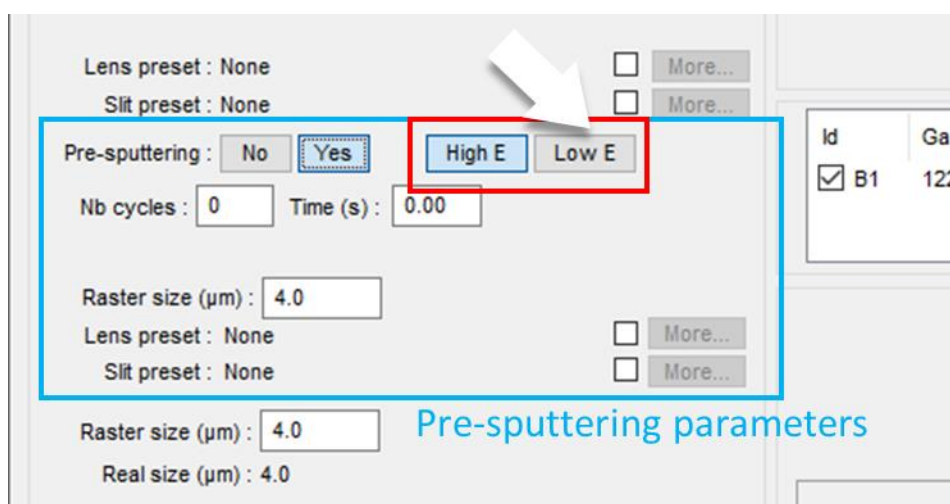 Lens preset : None More...
Slit preset : None More...
Pre-sputtering : No Yes High E Low E
Nb cycles : 0 Time (s) : 0.00
Raster size (µm) : 4.0
Lens preset : None More...
Slit preset : None More...
Pre-sputtering parameters
Raster size (µm) : 4.0
Real size (µm) : 4.0
Id Ga
B1 122